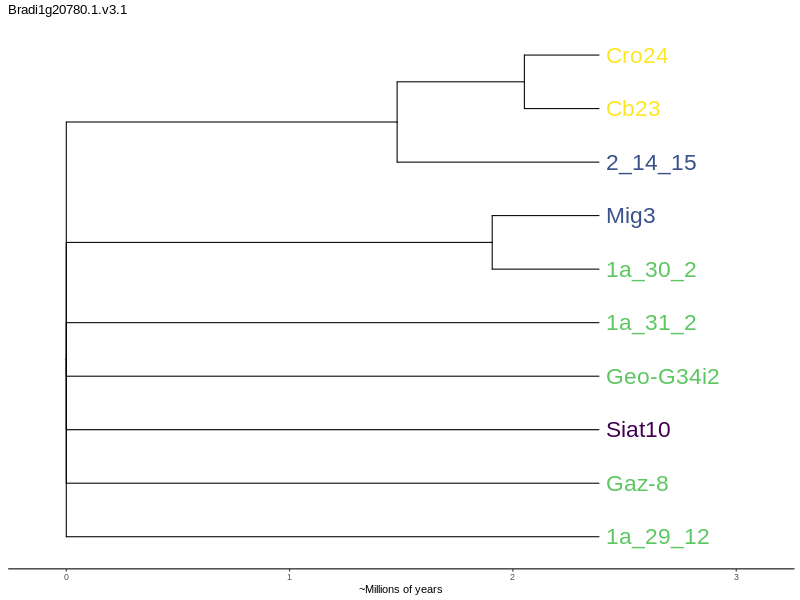 Bradi1g20780.1.v3.1
Cro24
Cb23
2_14_15
Mig3
1a_30_2
1a_31_2
Geo-G34i2
Siat10
Gaz-8
1a_29_12
0 1 2 3
~Millions of years